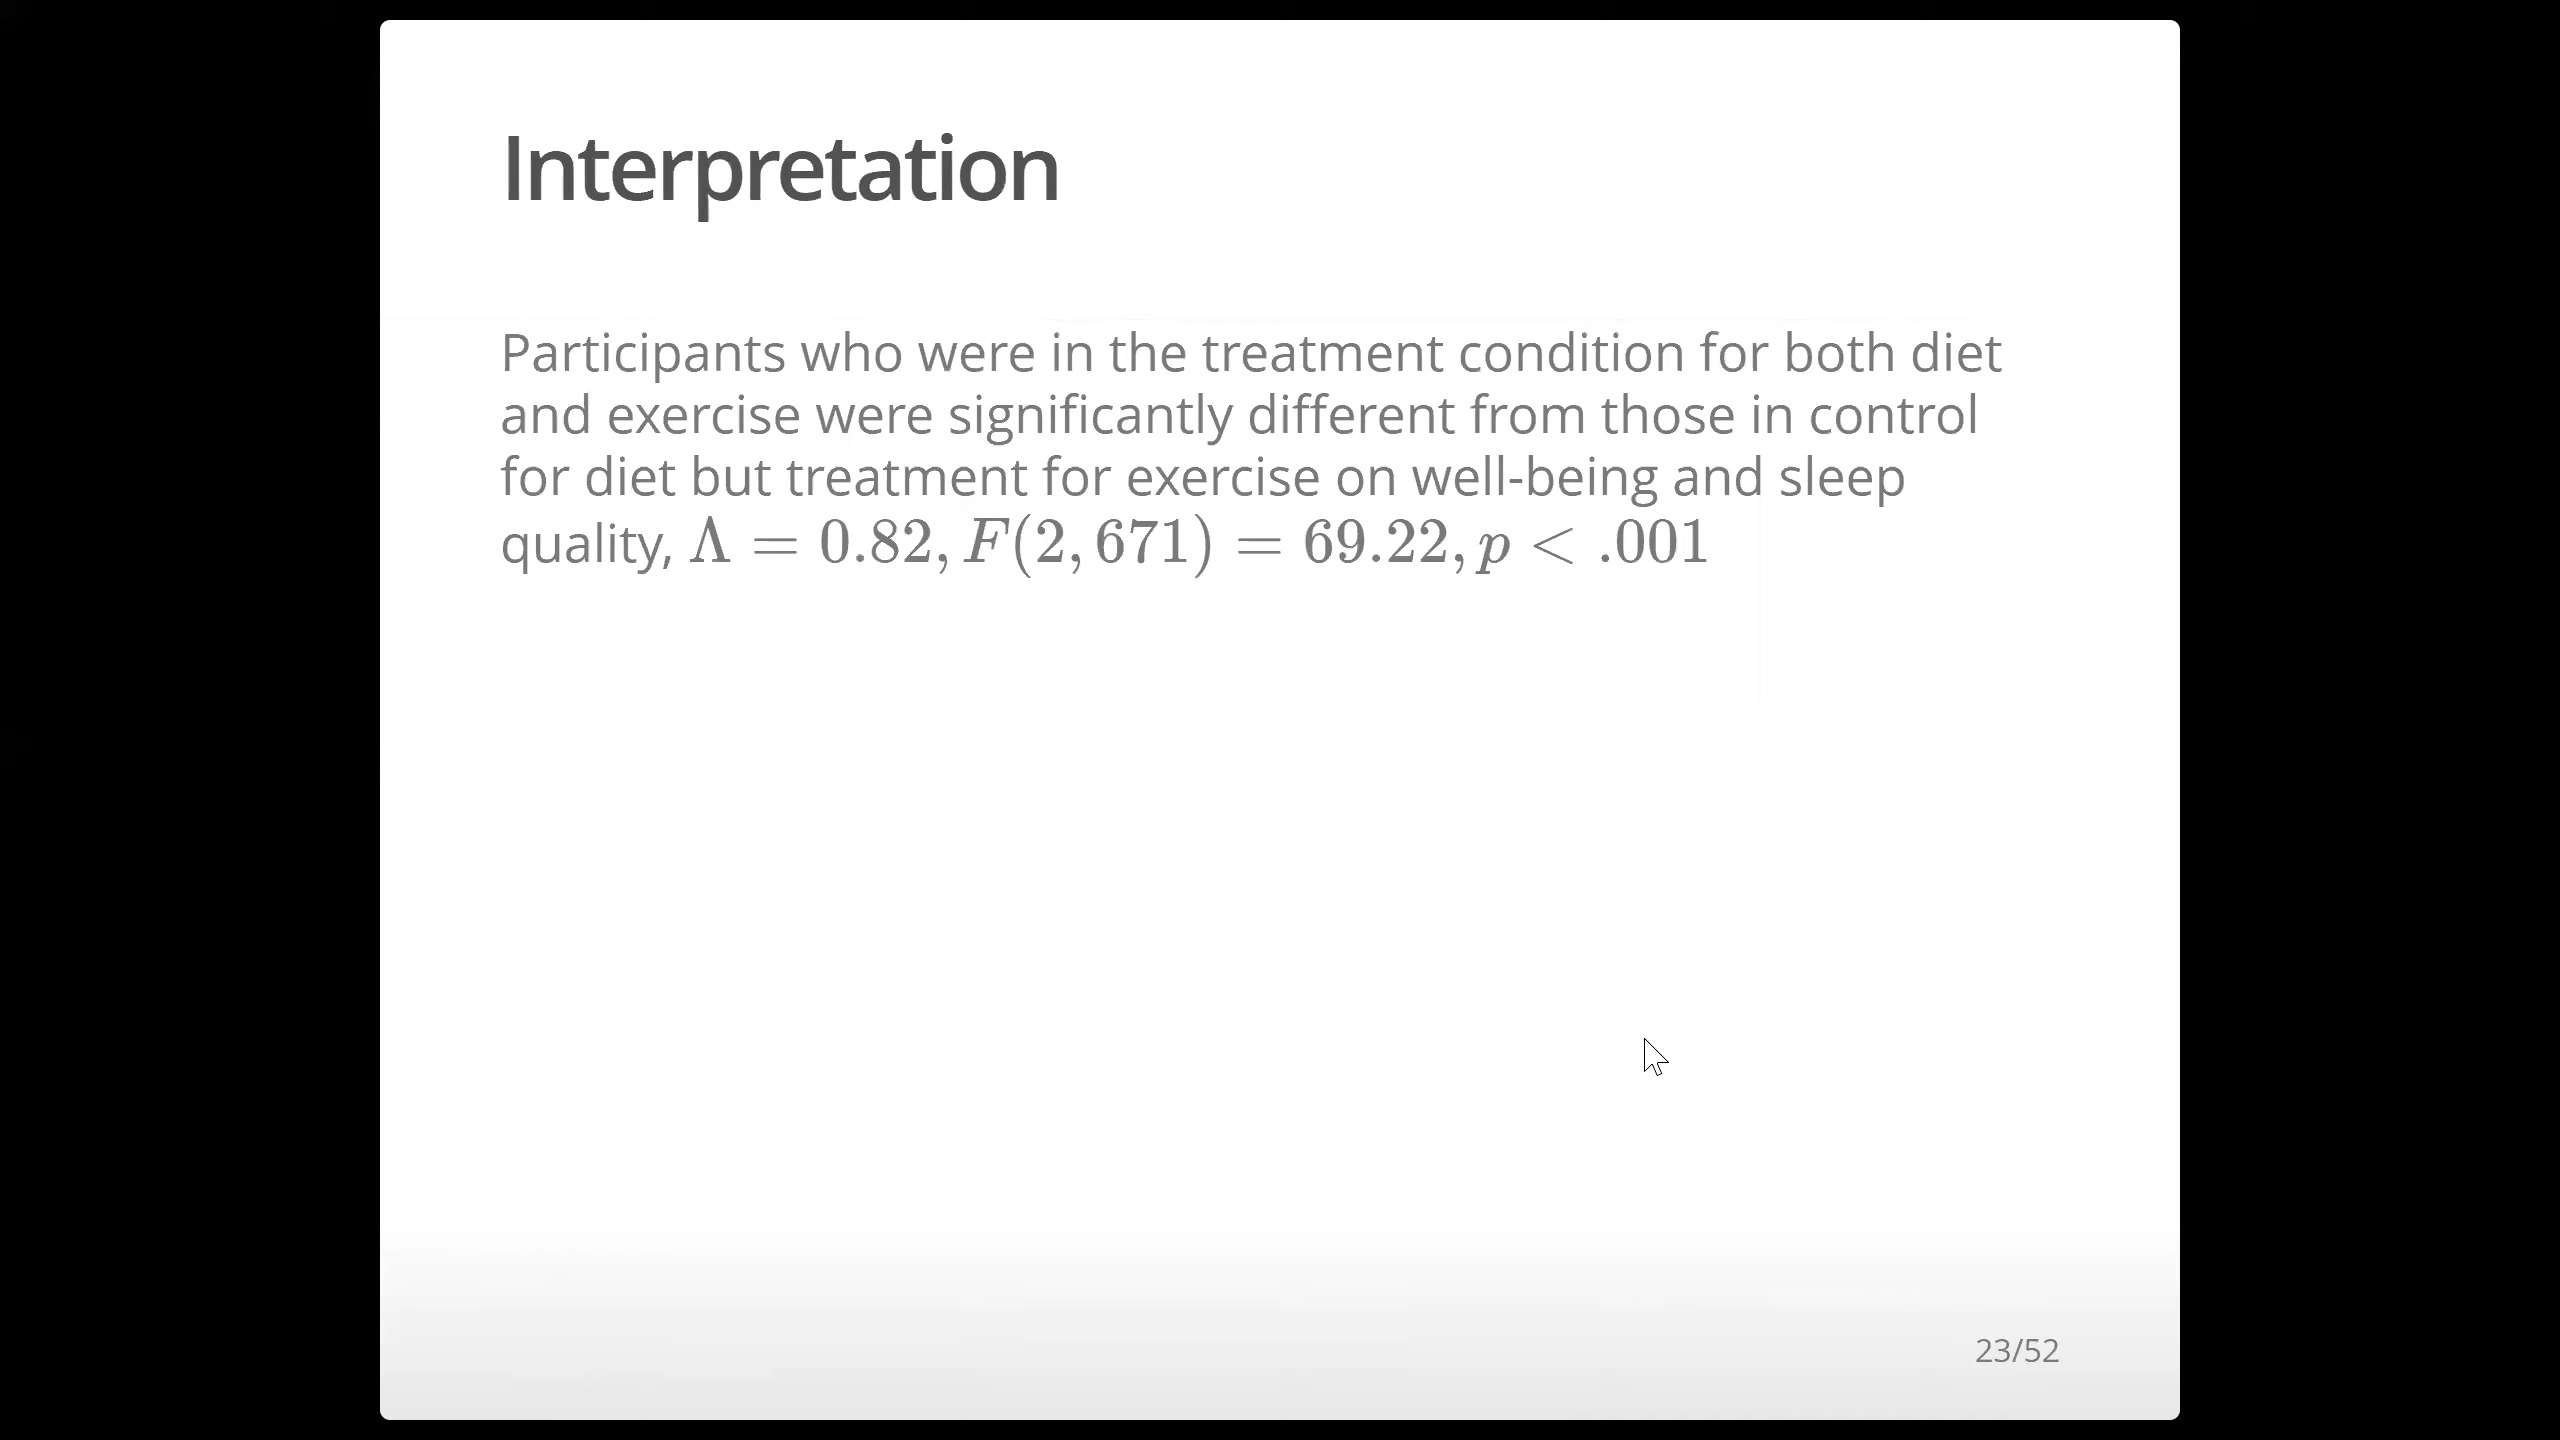 Interpretation
Participants who were in the treatment condition for both diet
and exercise were significantly different from those in control
for diet but treatment for exercise on well-being and sleep
quality, Λ = 0.82, F(2, 671) = 69.22, p < .001
23/52